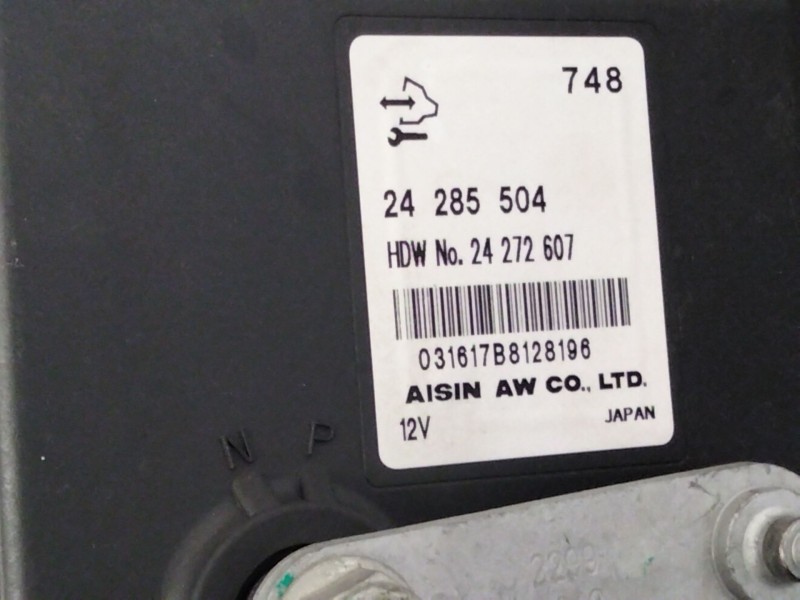 748
24 285 504
HDW No. 24 272 607
031617B8128196
AISIN AW CO., LTD.
12V JAPAN
N P